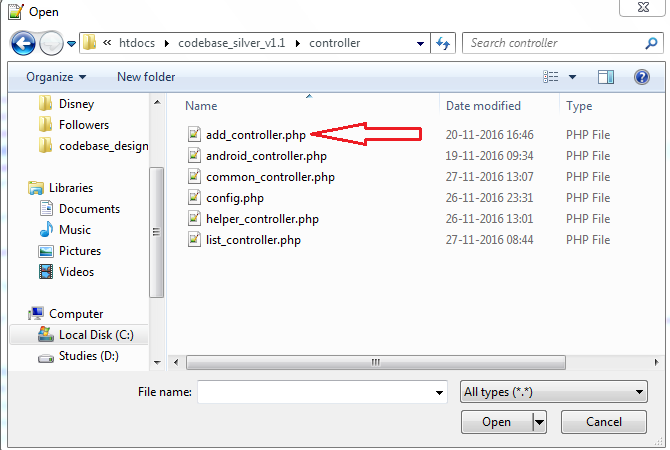 Open
« htdocs codebase_silver_v1.1 controller
Search controller
Organize New folder
Disney
Followers
codebase_design
Libraries
Documents
Music
Pictures
Videos
Computer
Local Disk (C:)
Studies (D:)
Name Date modified Type
add_controller.php 20-11-2016 16:46 PHP File
android_controller.php 19-11-2016 09:34 PHP File
common_controller.php 27-11-2016 13:07 PHP File
config.php 26-11-2016 23:31 PHP File
helper_controller.php 26-11-2016 13:01 PHP File
list_controller.php 27-11-2016 08:44 PHP File
File name: All types (*.*)
Open Cancel